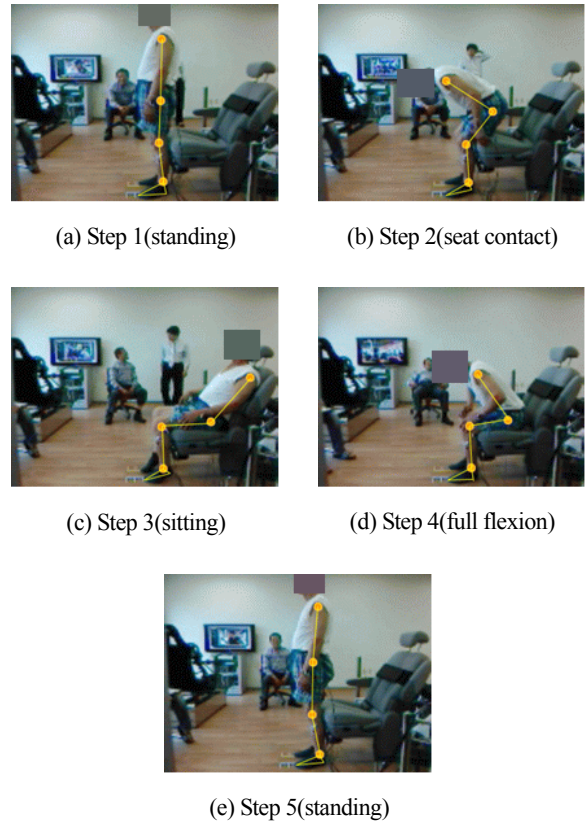 (a) Step 1(standing)
(b) Step 2(seat contact)
(c) Step 3(sitting)
(d) Step 4(full flexion)
(e) Step 5(standing)